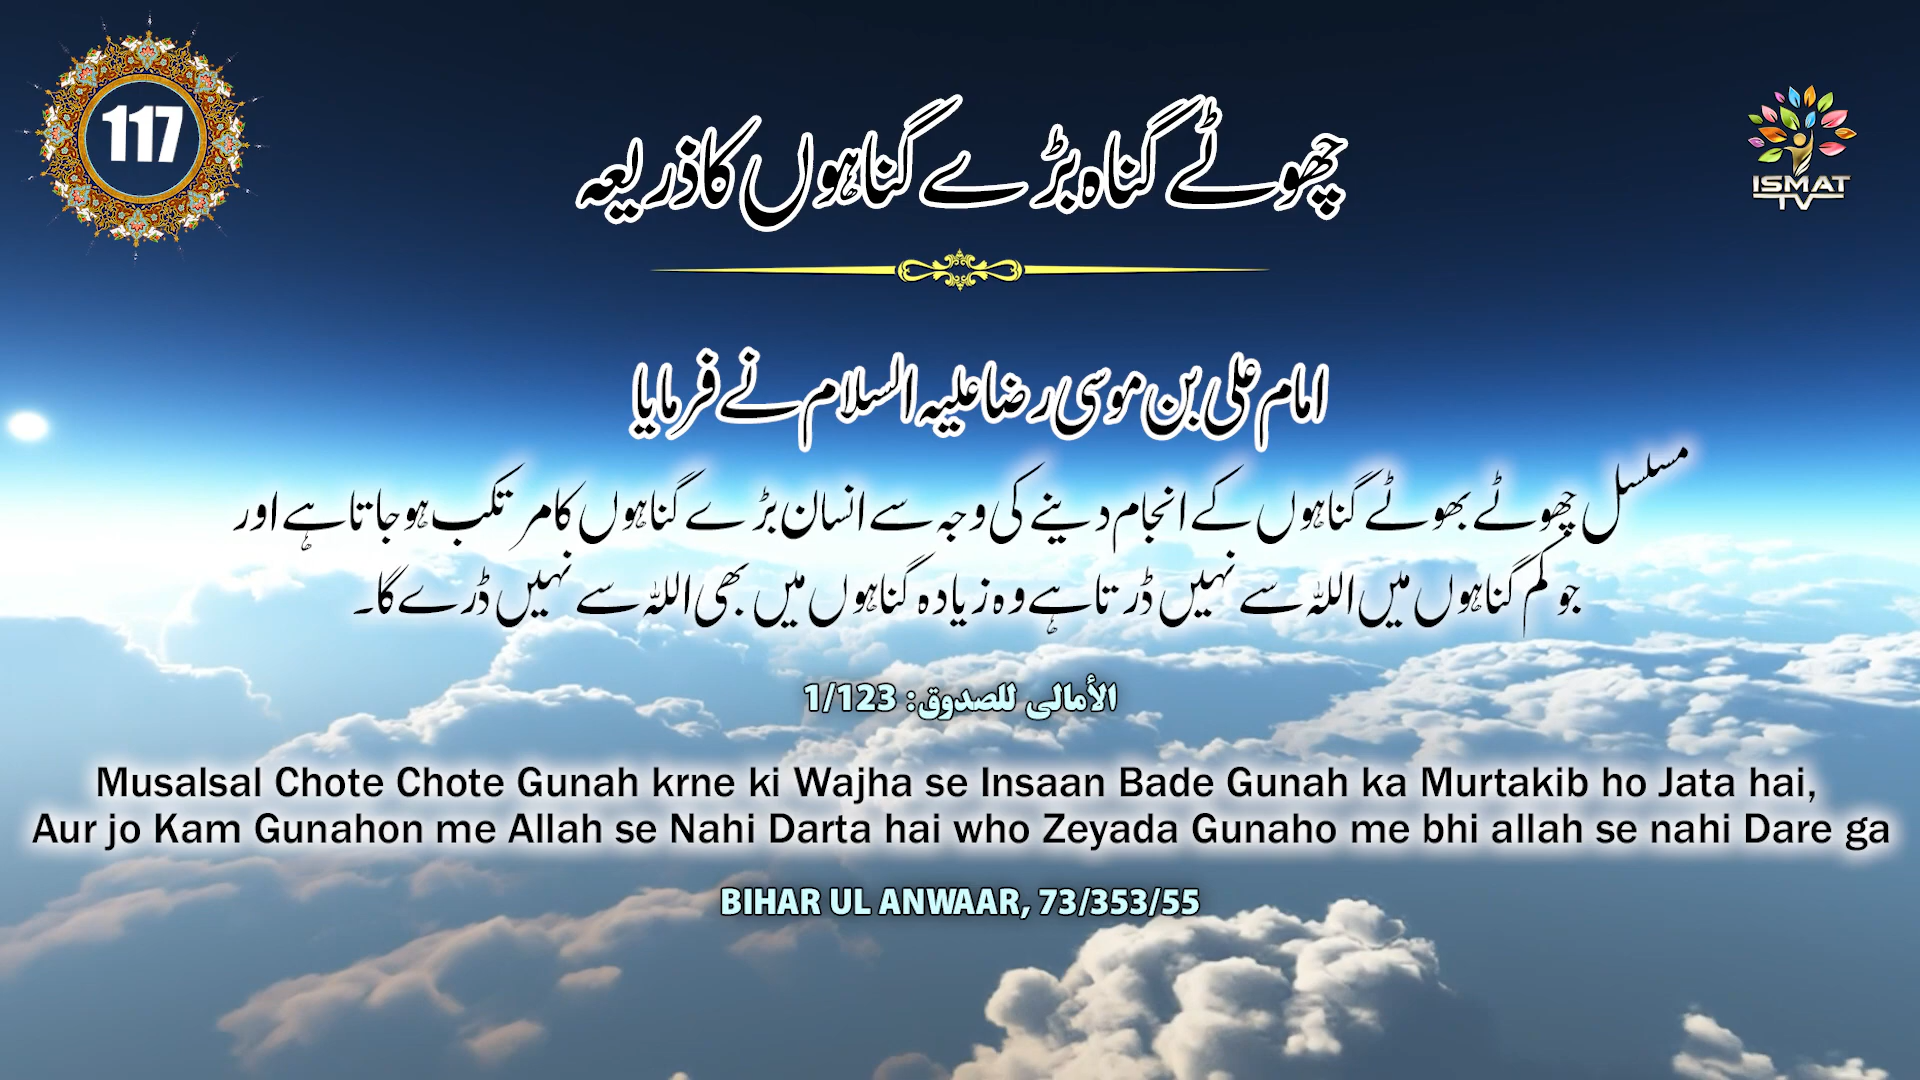 117
ISMAT
TV
چھوٹے گناہ بڑے گناہوں کا ذریعہ
امام علی بن موسی رضا علیہ السلام نے فرمایا
مسلسل چھوٹے بھوٹے گناہوں کے انجام دینے کی وجہ سے انسان بڑے گناہوں کا مرتکب ہو جاتا ہے اور
جو کم گناہوں میں اللہ سے نہیں ڈرتا ہے وہ زیادہ گناہوں میں بھی اللہ سے نہیں ڈرے گا۔
الأمالی للصدوق: 1/123
Musalsal Chote Chote Gunah krne ki Wajha se Insaan Bade Gunah ka Murtakib ho Jata hai,
Aur jo Kam Gunahon me Allah se Nahi Darta hai who Zeyada Gunaho me bhi allah se nahi Dare ga
BIHAR UL ANWAAR, 73/353/55